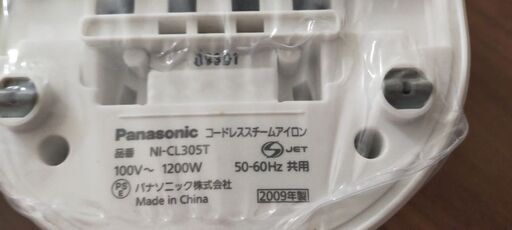 09901
Panasonic コードレススチームアイロン
品番 NI-CL305T
S JET
100V～ 1200W 50-60Hz 共用
PS E パナソニック株式会社
Made in China 2009年製